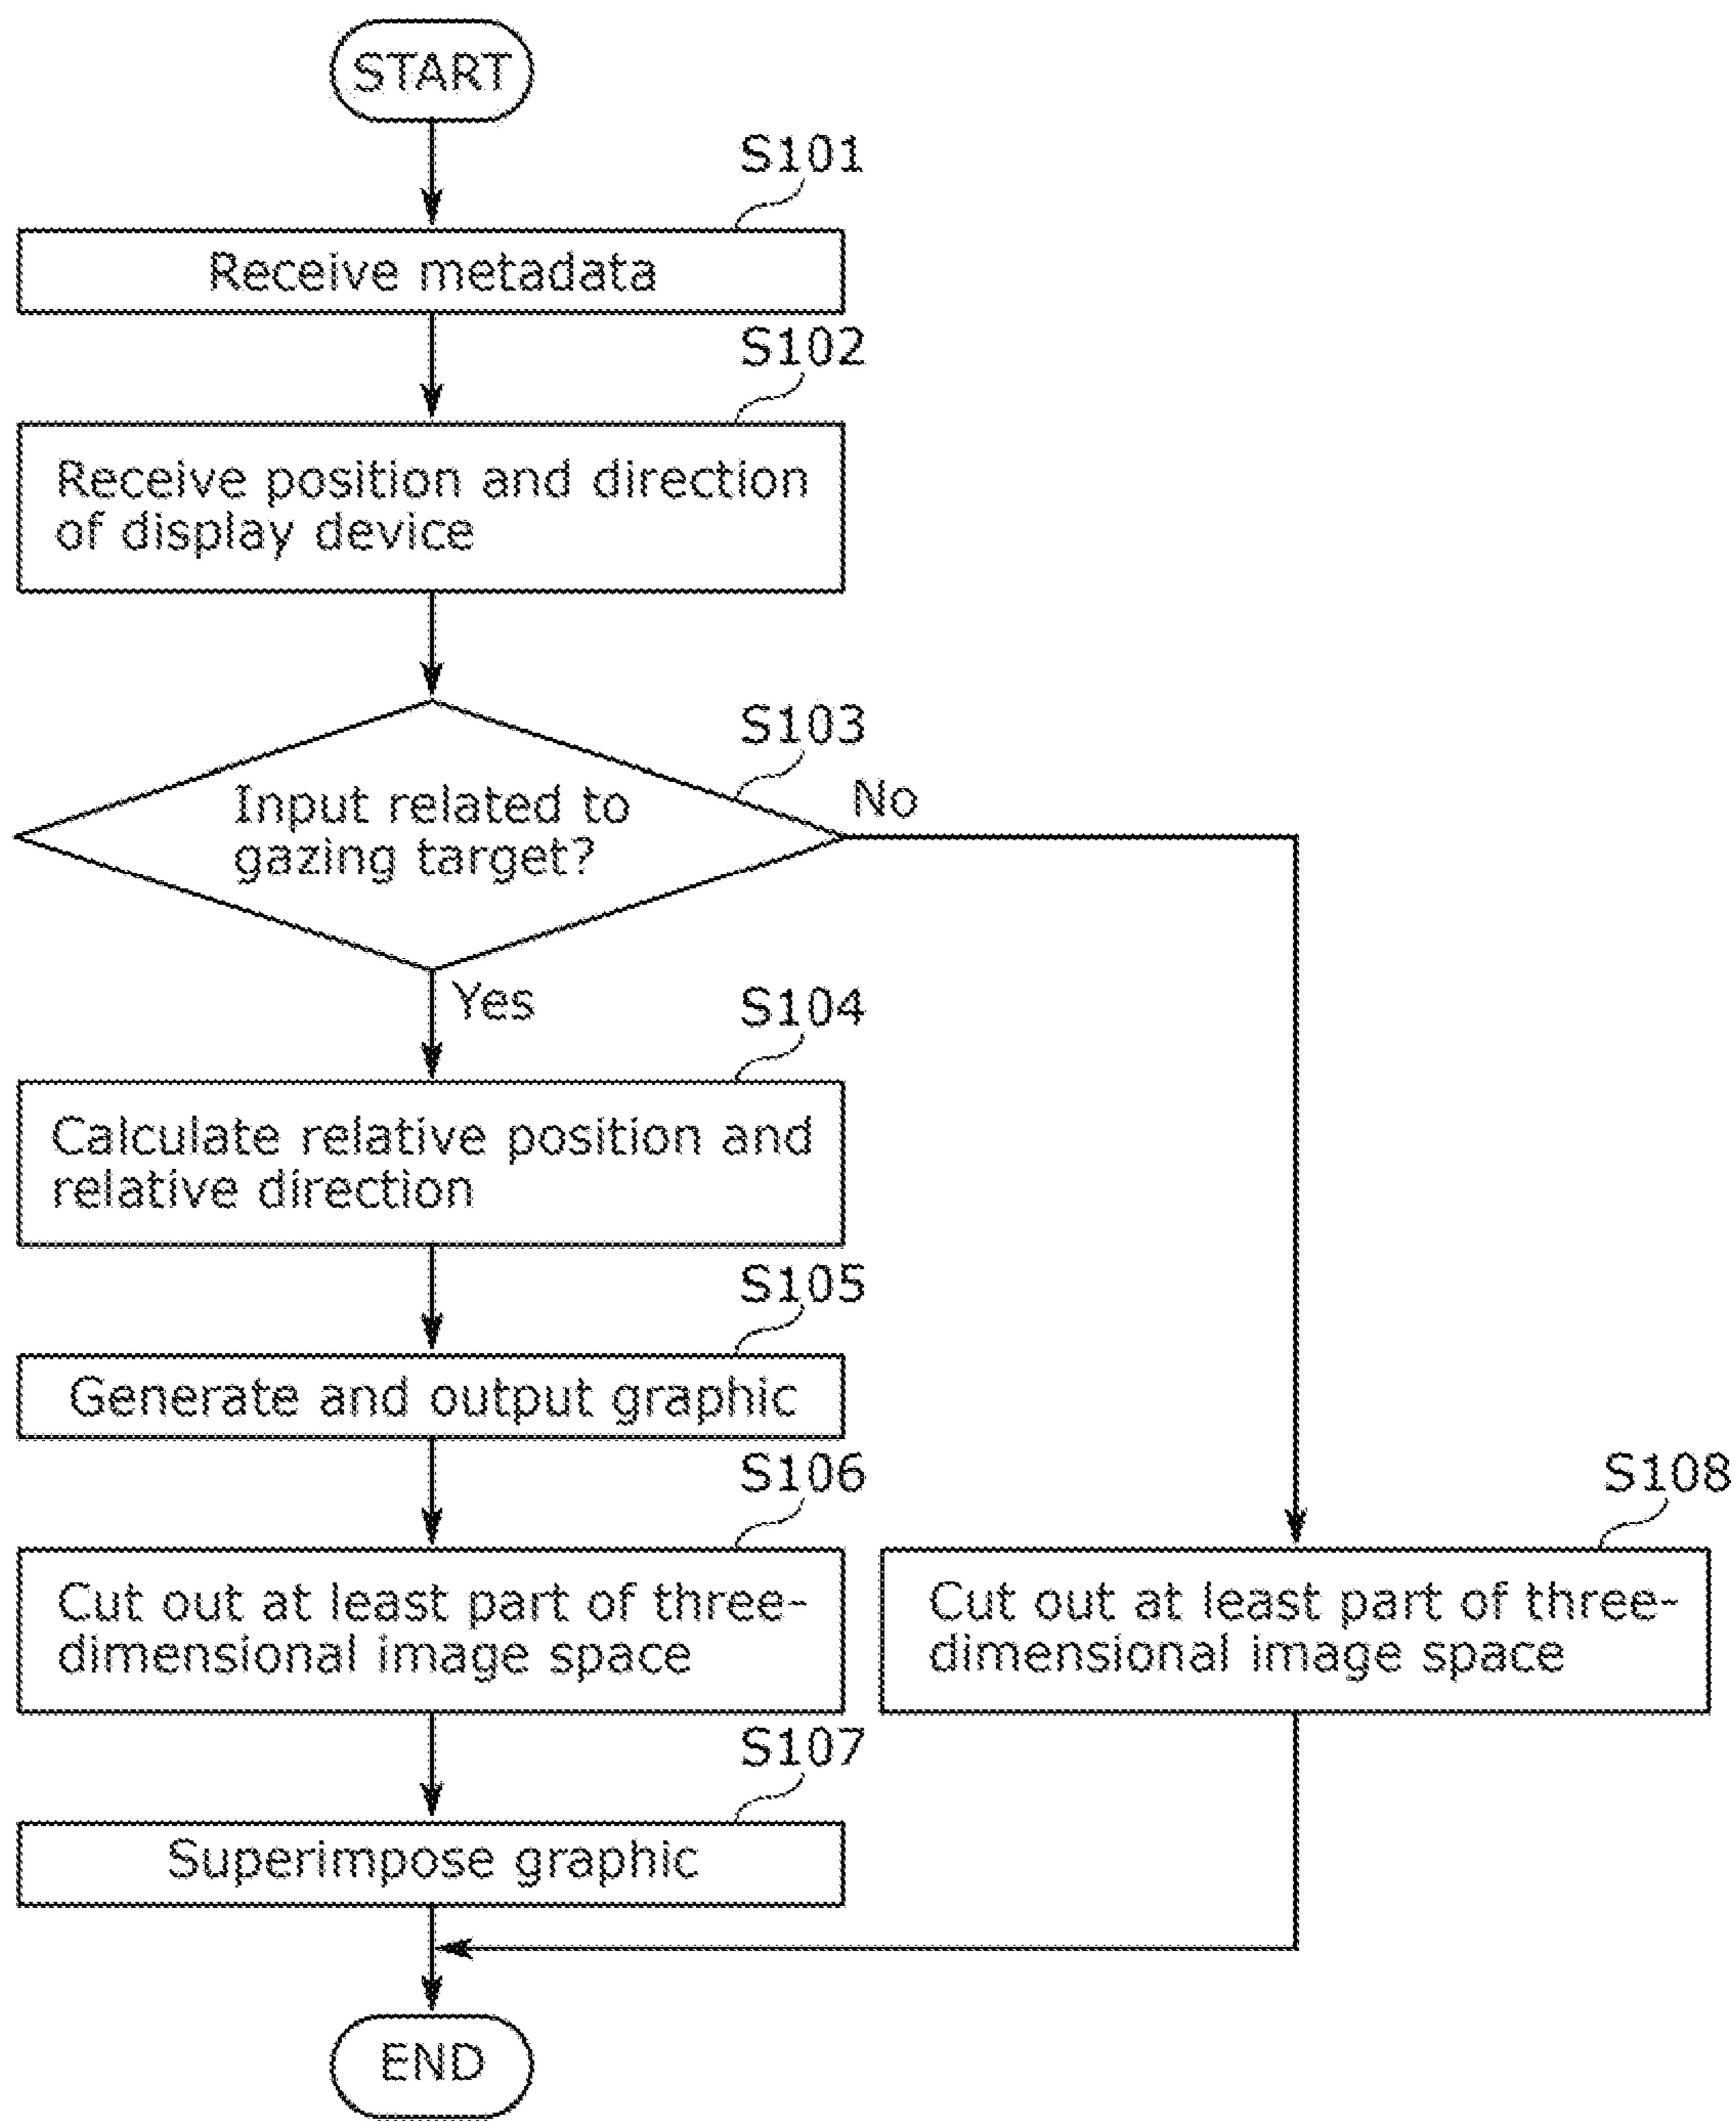 START
S101
Receive metadata
S102
Receive position and direction
of display device
S103
Input related to
gazing target?
No
Yes
S104
Calculate relative position and
relative direction
S105
Generate and output graphic
S106
Cut out at least part of three-
dimensional image space
S108
Cut out at least part of three-
dimensional image space
S107
Superimpose graphic
END